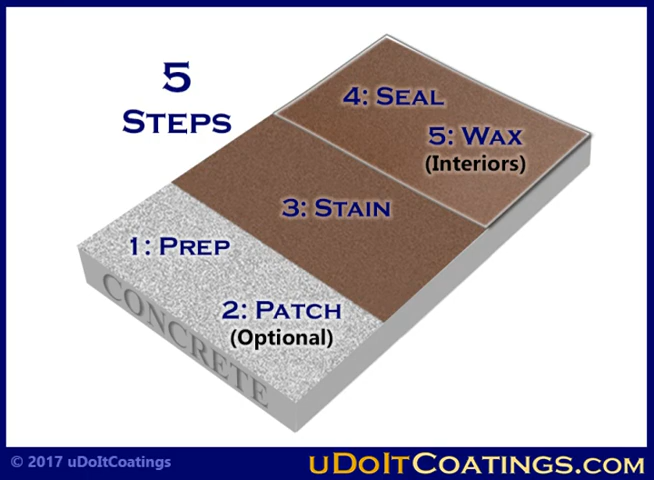 5
STEPS
4: SEAL
5: WAX
(Interiors)
3: STAIN
1: PREP
2: PATCH
(Optional)
CONCRETE
© 2017 uDoItCoatings
UDOITCOATINGS.COM